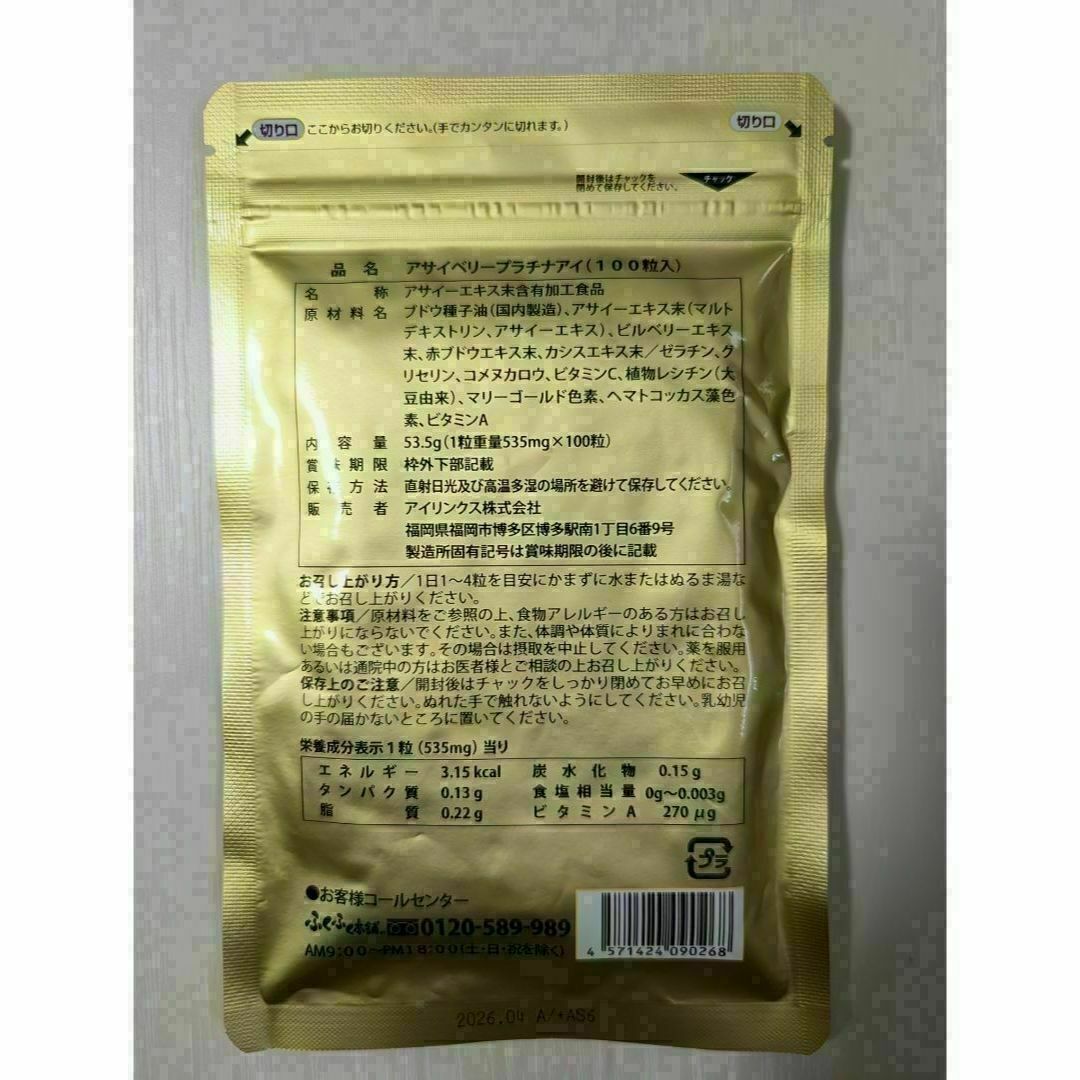 切り口 ここからお切りください。(手でカンタンに切れます。) 切り口
開封後はチャックを
閉めて保存してください。 チャック
品名 アサイベリープラチナアイ(100粒入)
名称 アサイーエキス末含有加工食品
原材料名 ブドウ種子油(国内製造)、アサイーエキス末(マルト
デキストリン、アサイーエキス)、ビルベリーエキス
末、赤ブドウエキス末、カシスエキス末/ゼラチン、グ
リセリン、コメヌカロウ、ビタミンC、植物レシチン(大
豆由来)、マリーゴールド色素、ヘマトコッカス藻色
素、ビタミンA
内容量 53.5g(1粒重量535mg×100粒)
賞味期限 枠外下部記載
保存方法 直射日光及び高温多湿の場所を避けて保存してください。
販売者 アイリンクス株式会社
福岡県福岡市博多区博多駅南1丁目6番9号
製造所固有記号は賞味期限の後に記載
お召し上がり方/1日1〜4粒を目安にかまずに水またはぬるま湯な
どでお召し上がりください。
注意事項/原材料をご参照の上、食物アレルギーのある方はお召し
上がりにならないでください。また、体調や体質によりまれに合わな
い場合もございます。その場合は摂取を中止してください。薬を服用
あるいは通院中の方はお医者様とご相談の上お召し上がりください。
保存上のご注意/開封後はチャックをしっかり閉めてお早めにお召
し上がりください。ぬれた手で触れないようにしてください。乳幼児
の手の届かないところに置いてください。
栄養成分表示1粒(535mg)当り
エネルギー 3.15kcal 炭水化物 0.15g
タンパク質 0.13g 食塩相当量 0g〜0.003g
脂質 0.22g ビタミンA 270μg
プラ
●お客様コールセンター
ふくふく本舗 0120-589-989
AM9:00〜PM18:00(土・日・祝を除く)
4 571424 090268
2026.04 A/+AS6